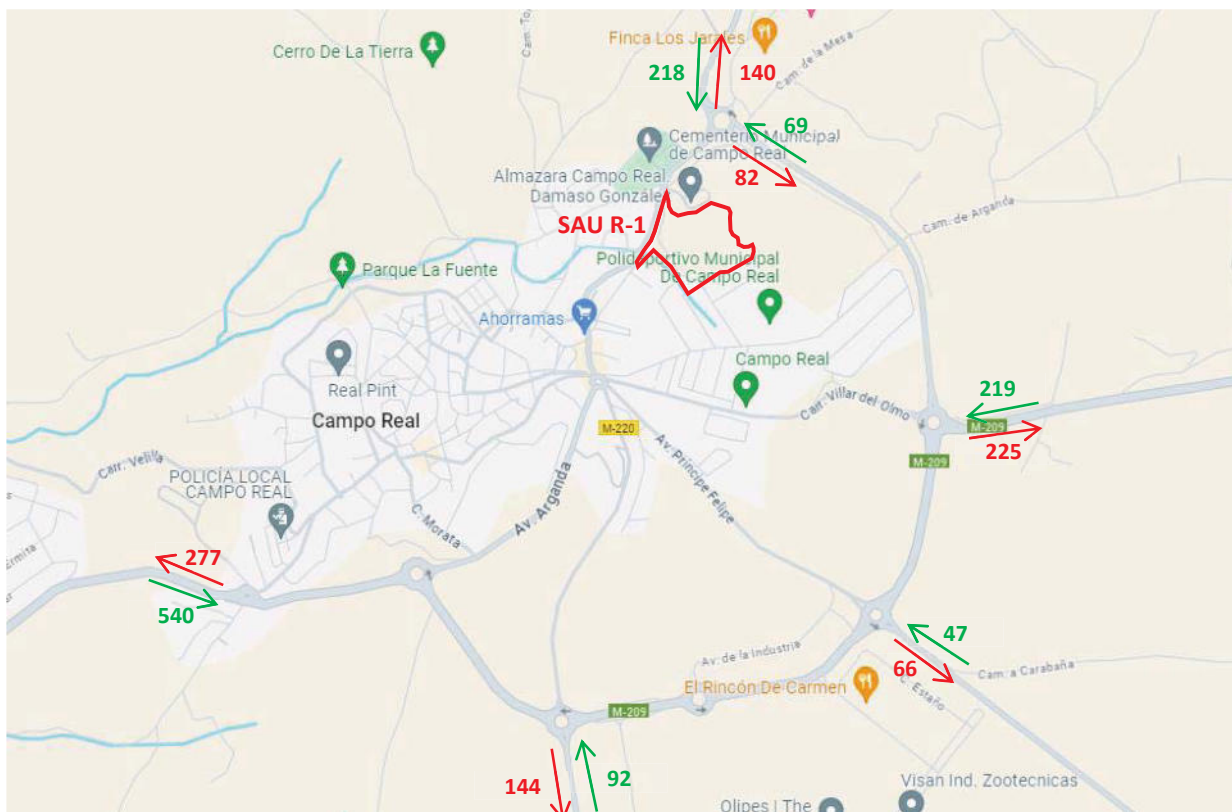 Finca Los Jarales
Cerro De La Tierra
218
140
Cam. de la Mesa
69
Cementerio Municipal
de Campo Real
82
Almazara Campo Real.
Damaso Gonzále
SAU R-1
Cam. de Arganda
Polideportivo Municipal
De Campo Real
Parque La Fuente
Ahorramas
Campo Real
Real Pint
Campo Real
219
Carr. Villar del Olmo
M-209
225
M-220
M-209
Carr. Velilla
POLICÍA LOCAL
CAMPO REAL
Av. Príncipe Felipe
Av. Arganda
C. Morata
Ermita
277
540
47
66
Av. de la Industria
Cam. a Carabaña
El Rincón De Carmen
C. Estaño
M-209
144
92
Visan Ind. Zootecnicas
Olipes | The